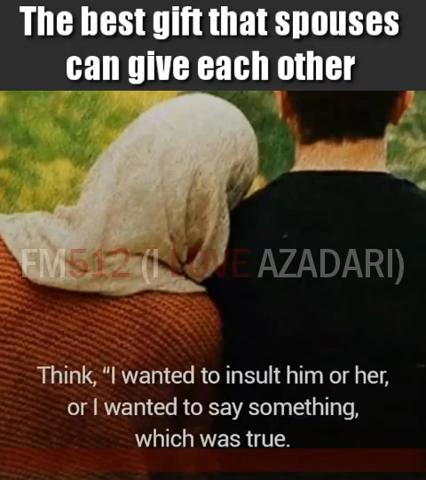 The best gift that spouses
can give each other
FM512 (I LOVE AZADARI)
Think, “I wanted to insult him or her,
or I wanted to say something,
which was true.